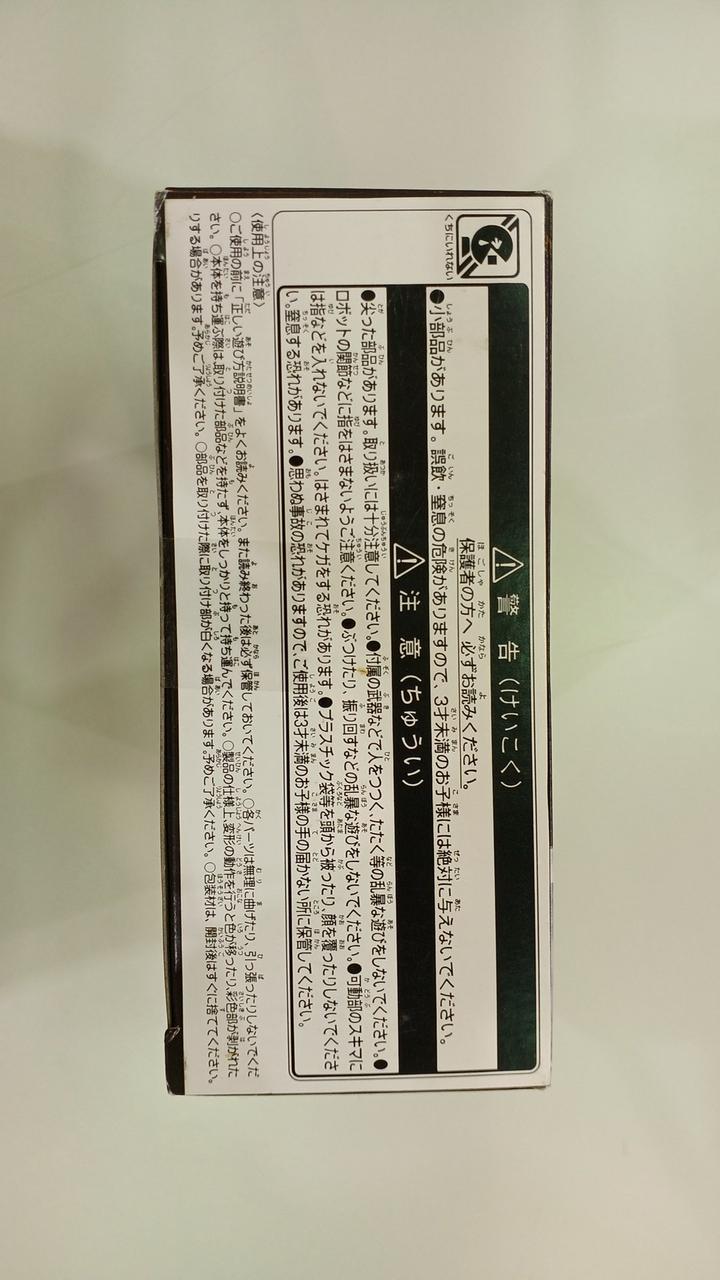 くちにいれない
⚠警告（けいこく）
保護者の方へ 必ずお読みください。
●小部品があります。誤飲・窒息の危険がありますので、3才未満のお子様には絶対に与えないでください。
⚠注意（ちゅうい）
●尖った部品があります。取り扱いには十分注意してください。●付属の武器などで人をつつく、たたく等の乱暴な遊びをしないでください。●
ロボットの関節などに指をはさまないようご注意ください。●ぶつけたり、振り回すなどの乱暴な遊びをしないでください。●可動部のスキマに
は指などを入れないでください。はさまれてケガをする恐れがあります。●プラスチック袋等を頭から被ったり、顔を覆ったりしないでくださ
い。窒息する恐れがあります。●思わぬ事故の恐れがありますので、ご使用後は3才未満のお子様の手の届かない所に保管してください。
〈使用上の注意〉
○ご使用の前に「正しい遊び方説明書」をよくお読みください。また読み終わった後は必ず保管しておいてください。○各パーツは無理に曲げたり、引っ張ったりしないでくだ
さい。○本体を持ち運ぶ際は、取り付けた部品などを持たず、本体をしっかりと持って持ち運んでください。○製品の仕様上、変形の動作を行うと色が移ったり、彩色部が剥がれた
りする場合があります。予めご了承ください。○部品を取り付けた際に取り付け部が白くなる場合があります。予めご了承ください。○包装材は、開封後はすぐに捨ててください。